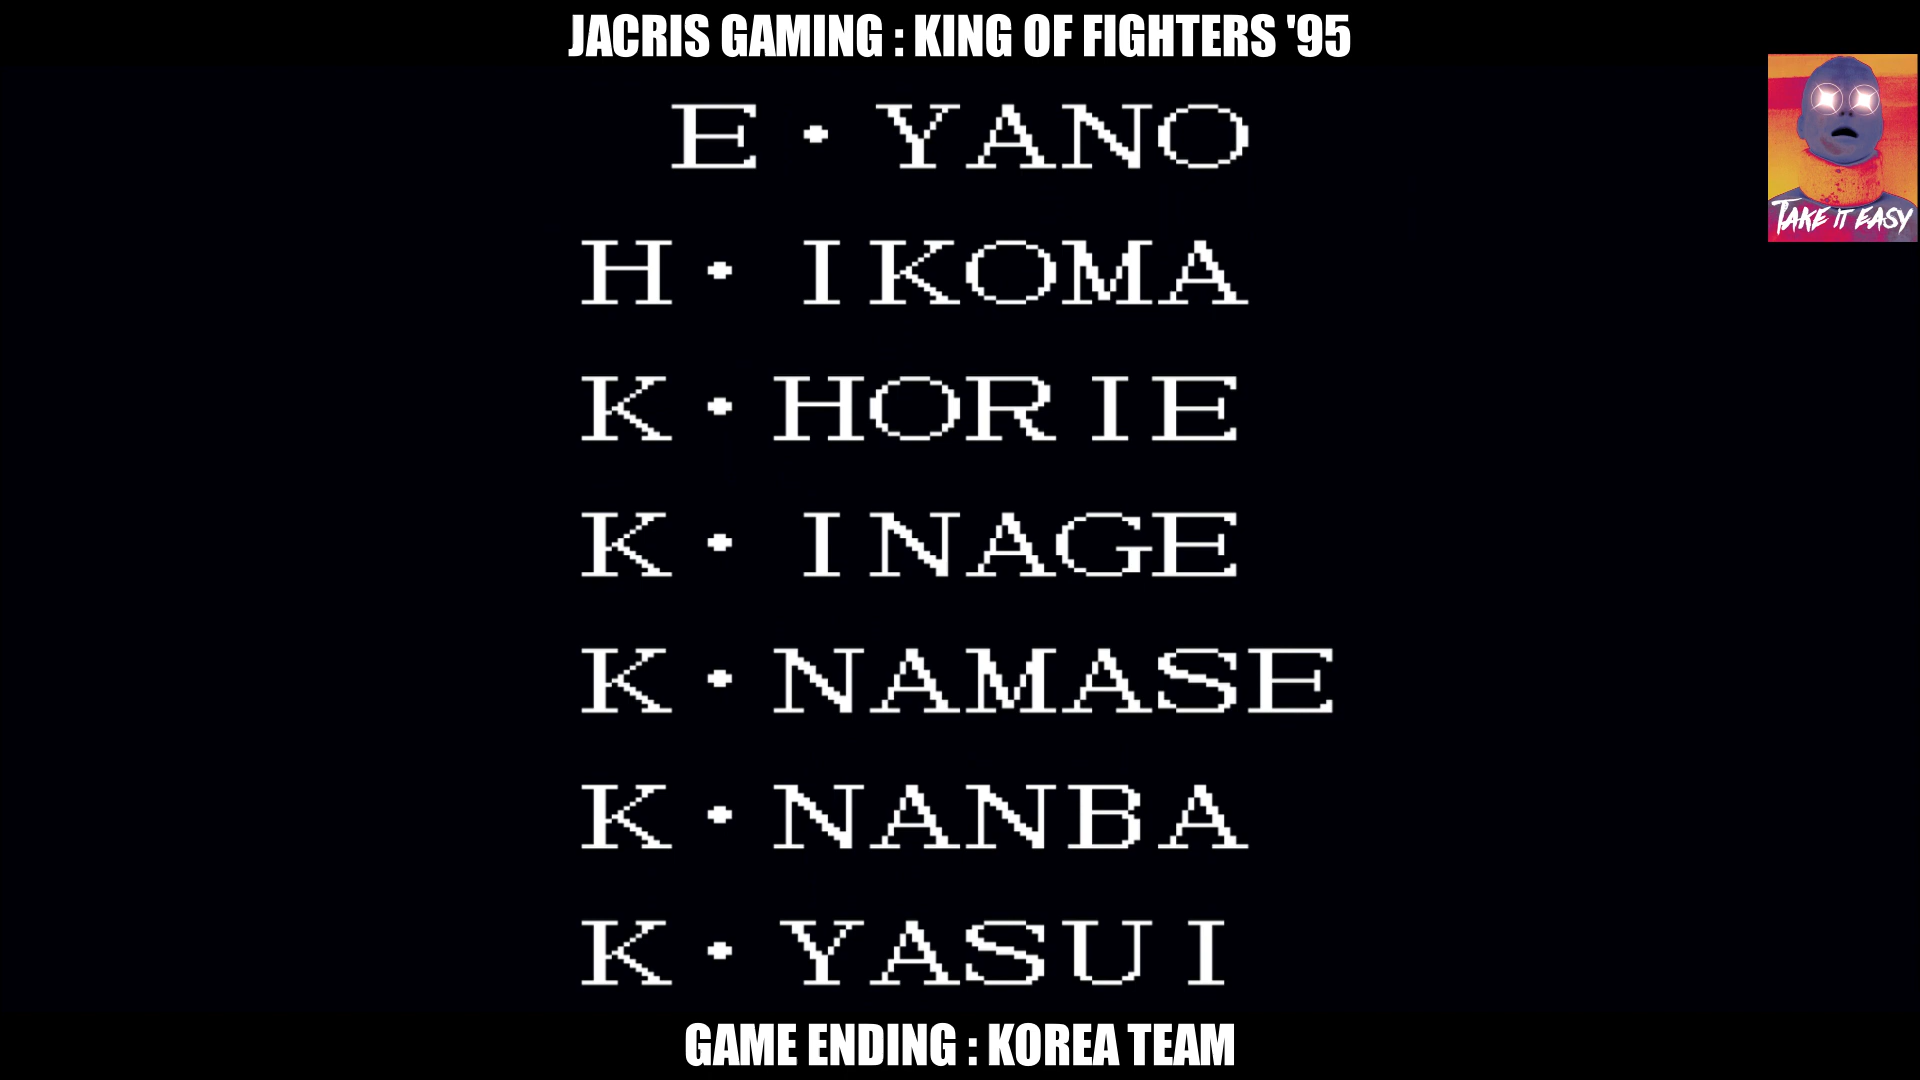 JACRIS GAMING : KING OF FIGHTERS '95
TAKE IT EASY
E・YANO
H・IKOMA
K・HORIE
K・INAGE
K・NAMASE
K・NANBA
K・YASUI
GAME ENDING : KOREA TEAM